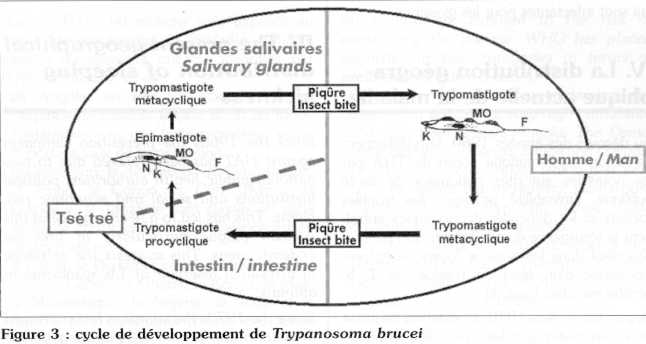 Glandes salivaires
Salivary glands
Trypomastigote
métacyclique
Piqûre
Insect bite
Trypomastigote
MO
K
N
F
Epimastigote
MO
N
K
F
Homme / Man
Tsé tsé
Trypomastigote
procyclique
Piqûre
Insect bite
Trypomastigote
métacyclique
Intestin / intestine
Figure 3 : cycle de développement de Trypanosoma brucei